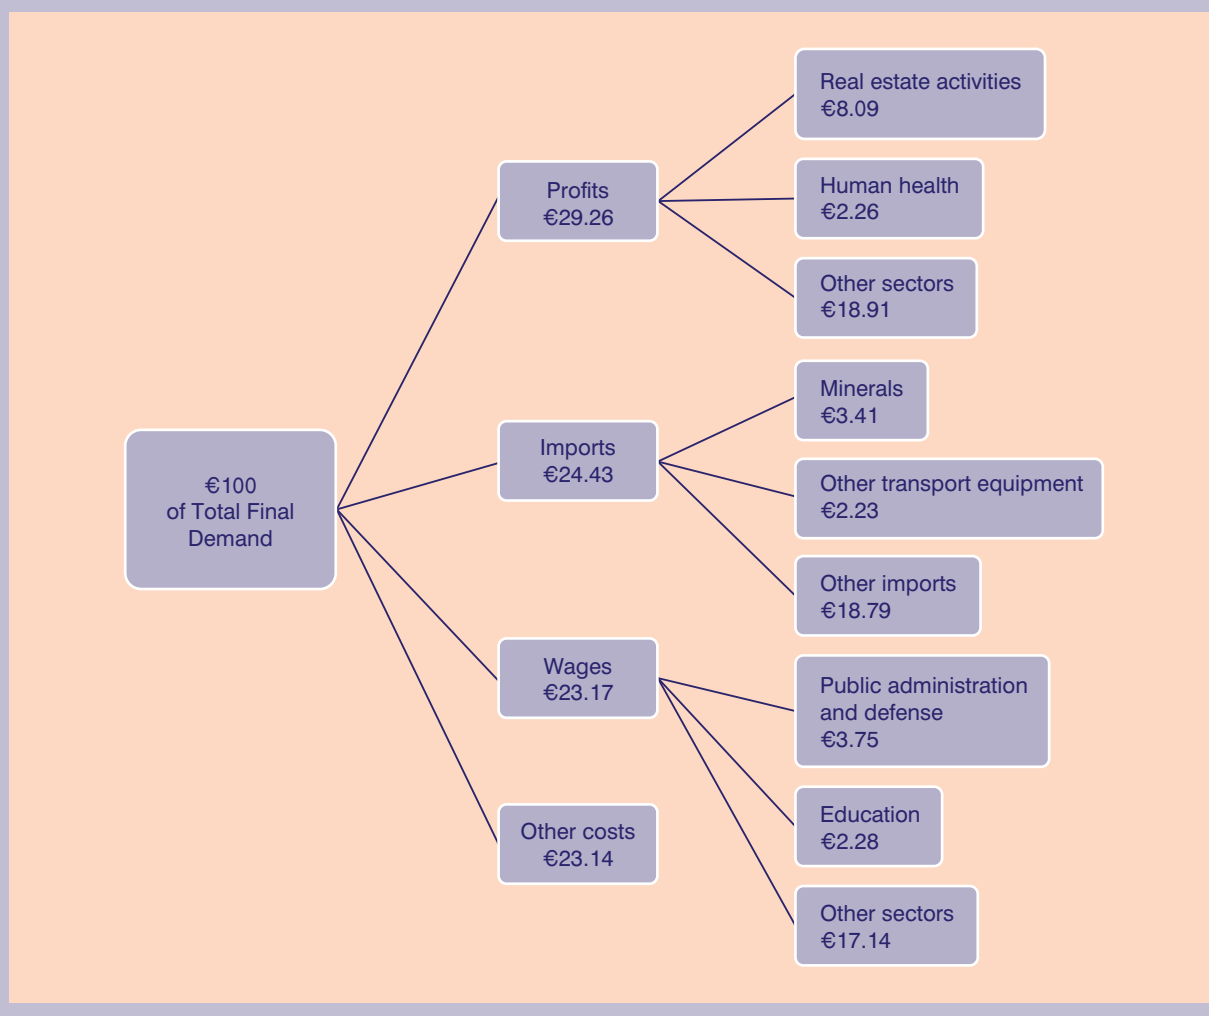 €100
of Total Final
Demand
Profits
€29.26
Real estate activities
€8.09
Human health
€2.26
Other sectors
€18.91
Imports
€24.43
Minerals
€3.41
Other transport equipment
€2.23
Other imports
€18.79
Wages
€23.17
Public administration
and defense
€3.75
Education
€2.28
Other sectors
€17.14
Other costs
€23.14